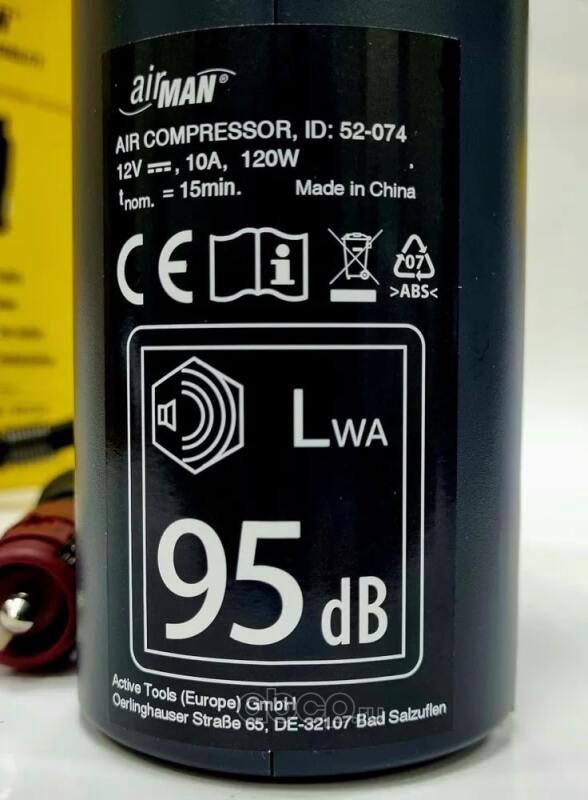 airMAN®
AIR COMPRESSOR, ID: 52-074
12V ⎓, 10A, 120W
tnom. = 15min. Made in China
CE i 07
>ABS<
LWA
95 dB
Active Tools (Europe) GmbH
Oerlinghauser Straße 65, DE-32107 Bad Salzuflen